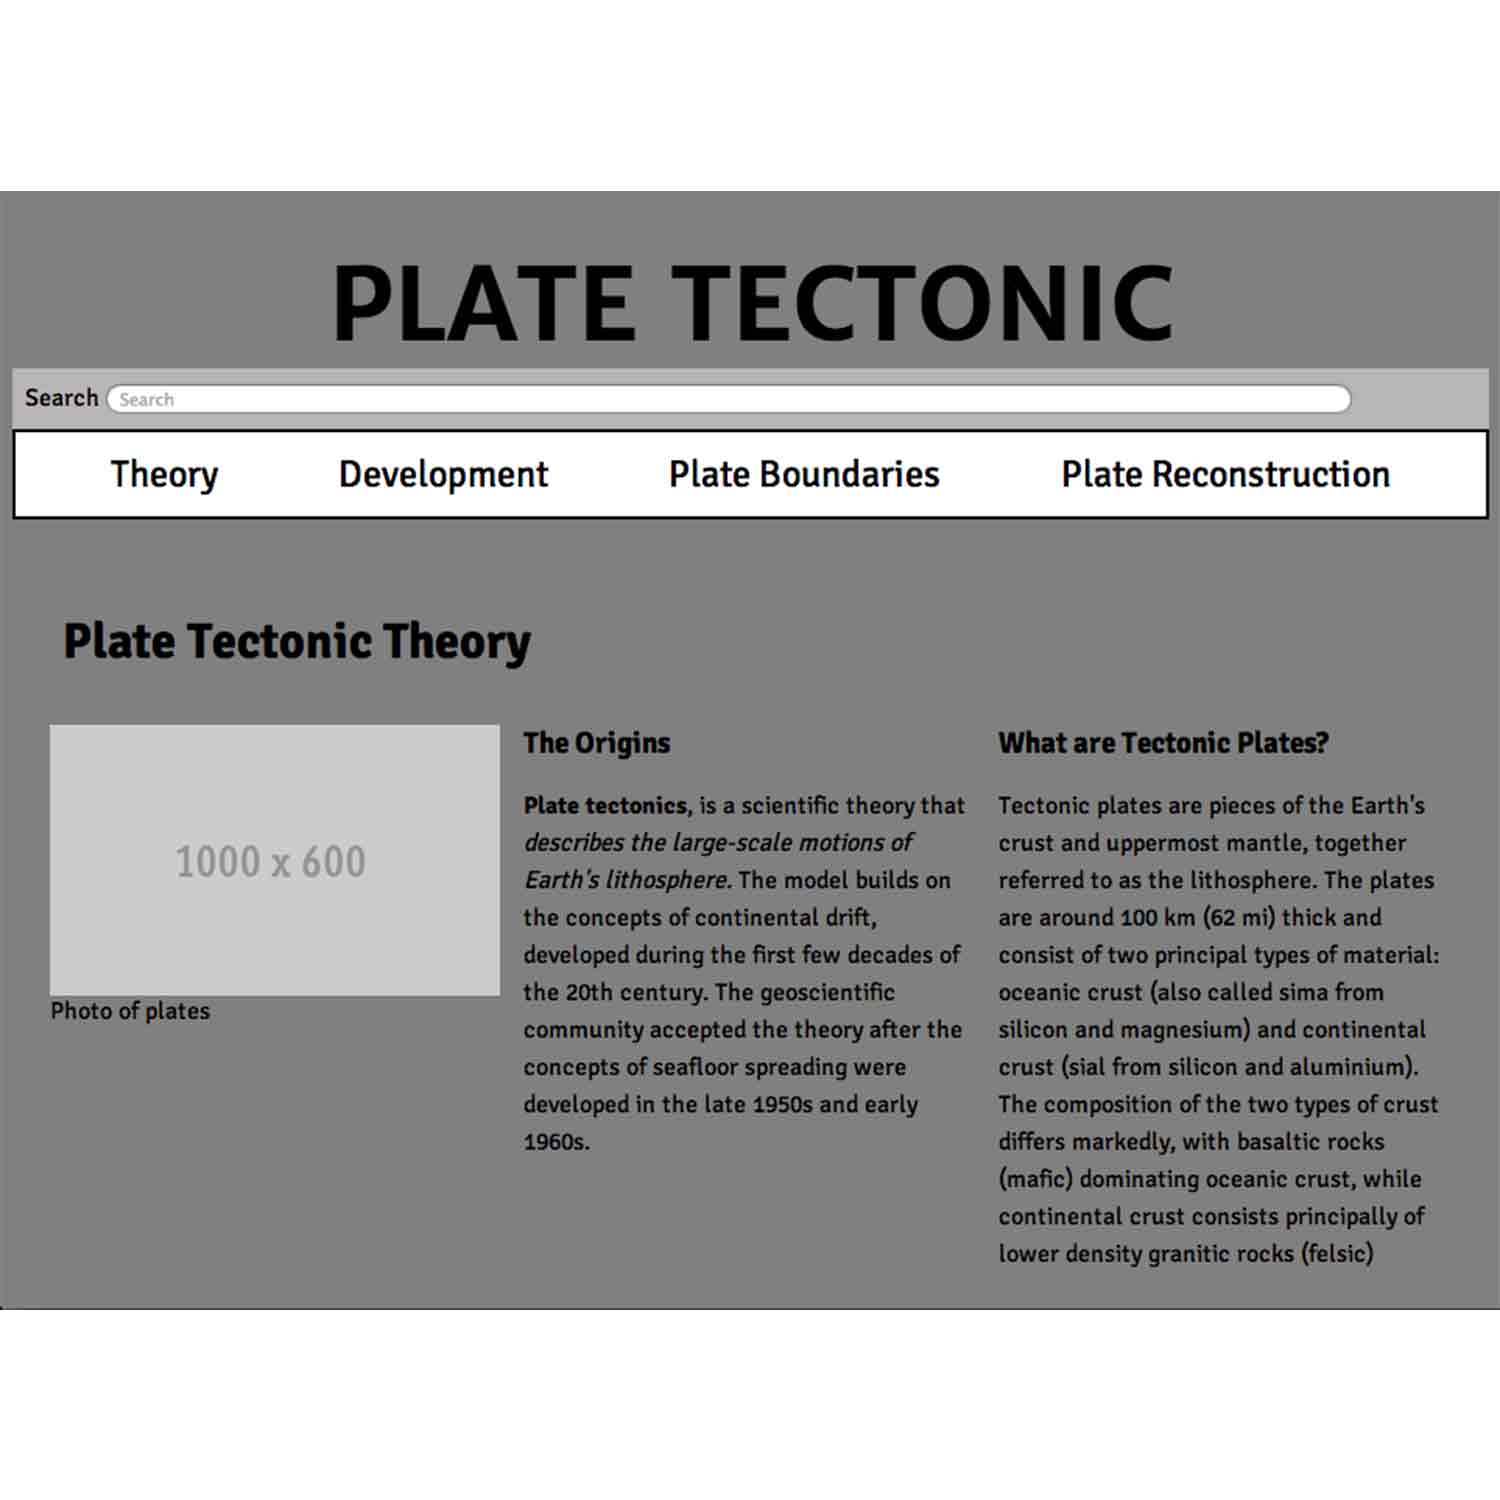 PLATE TECTONIC
Search Search
Theory Development Plate Boundaries Plate Reconstruction
Plate Tectonic Theory
1000 x 600
Photo of plates
The Origins
Plate tectonics, is a scientific theory that
describes the large-scale motions of
Earth's lithosphere. The model builds on
the concepts of continental drift,
developed during the first few decades of
the 20th century. The geoscientific
community accepted the theory after the
concepts of seafloor spreading were
developed in the late 1950s and early
1960s.
What are Tectonic Plates?
Tectonic plates are pieces of the Earth's
crust and uppermost mantle, together
referred to as the lithosphere. The plates
are around 100 km (62 mi) thick and
consist of two principal types of material:
oceanic crust (also called sima from
silicon and magnesium) and continental
crust (sial from silicon and aluminium).
The composition of the two types of crust
differs markedly, with basaltic rocks
(mafic) dominating oceanic crust, while
continental crust consists principally of
lower density granitic rocks (felsic)